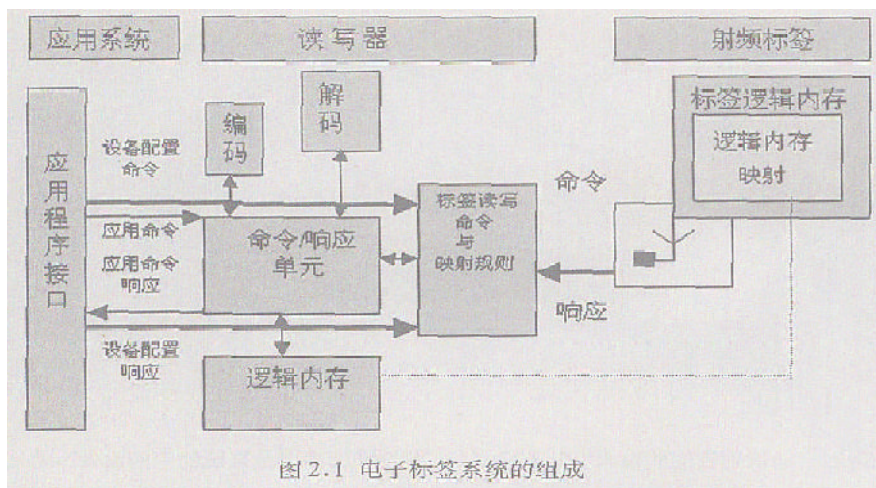 应用系统
读写器
射频标签
应用程序接口
设备配置
命令
应用命令
应用命令
响应
设备配置
响应
编码
解码
命令/响应
单元
逻辑内存
标签读写
命令
与
映射规则
命令
响应
标签逻辑内存
逻辑内存
映射
图2.1 电子标签系统的组成